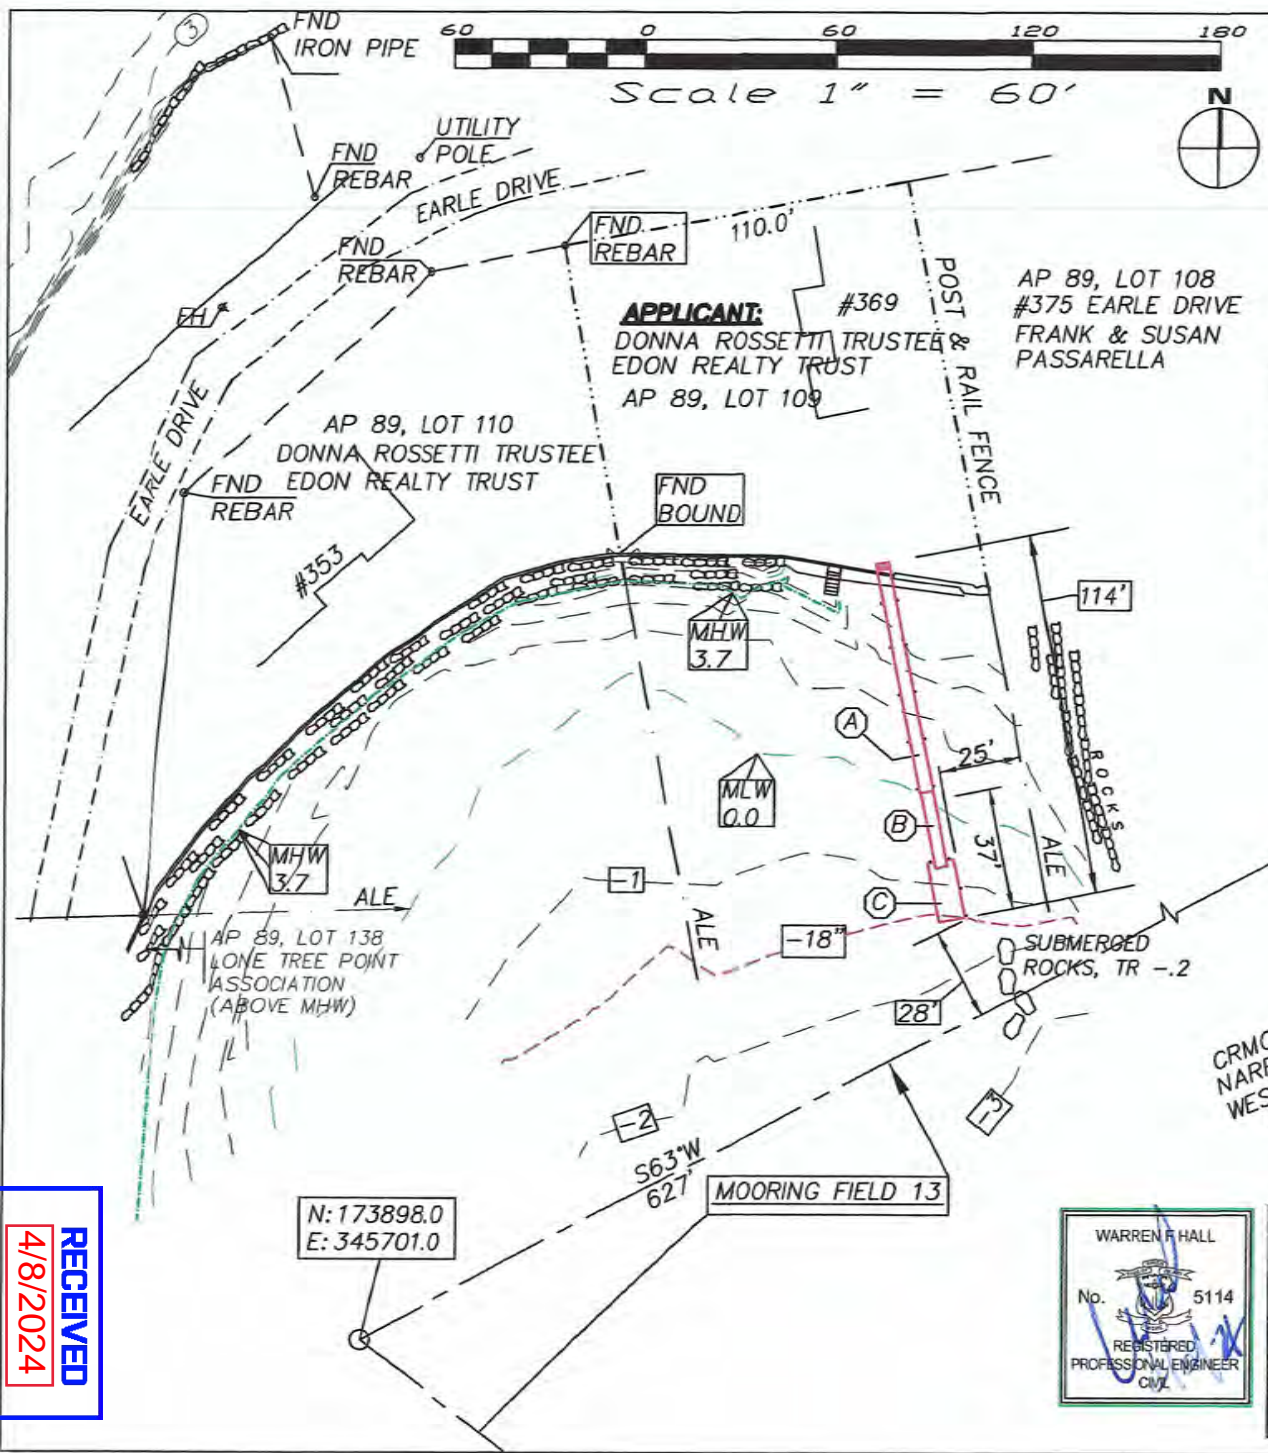 3
FND
IRON PIPE
60 0 60 120 180
Scale 1" = 60'
N
UTILITY
POLE
FND
REBAR
EARLE DRIVE
FND
REBAR
FND
REBAR
110.0'
FH
POST & RAIL FENCE
AP 89, LOT 108
#375 EARLE DRIVE
FRANK & SUSAN
PASSARELLA
#369
APPLICANT:
DONNA ROSSETTI TRUSTEE
EDON REALTY TRUST
AP 89, LOT 109
EARLE DRIVE
AP 89, LOT 110
DONNA ROSSETTI TRUSTEE
EDON REALTY TRUST
FND
REBAR
FND
BOUND
#353
114'
MHW
3.7
A
25'
ROCKS
MLW
0.0
B
37'
ALE
MHW
3.7
-1
ALE
C
ALE
-18"
AP 89, LOT 138
LONE TREE POINT
ASSOCIATION
(ABOVE MHW)
SUBMERGED
ROCKS, TR -.2
28'
-2
-3
S63°W
627'
MOORING FIELD 13
N: 173898.0
E: 345701.0
RECEIVED
4/8/2024
WARREN F HALL
No. 5114
REGISTERED
PROFESSIONAL ENGINEER
CIVIL